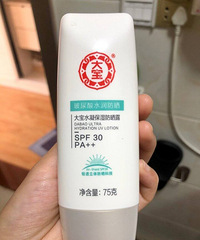 大宝
玻尿酸水润防晒
大宝水凝保湿防晒露
DABAO ULTRA
HYDRATION UV LOTION
SPF 30
PA++
净含量: 75克